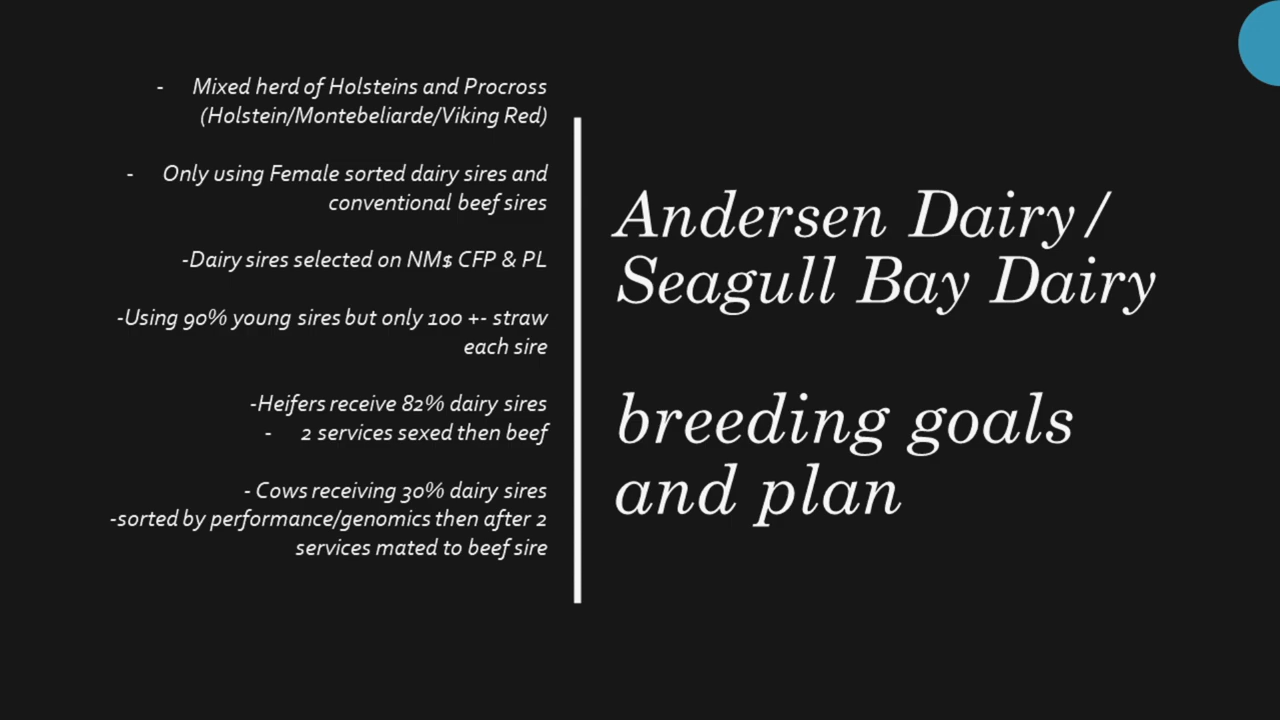 - Mixed herd of Holsteins and Procross
(Holstein/Montebeliarde/Viking Red)
- Only using Female sorted dairy sires and
conventional beef sires
-Dairy sires selected on NM$ CFP & PL
-Using 90% young sires but only 100 +- straw
each sire
-Heifers receive 82% dairy sires
- 2 services sexed then beef
- Cows receiving 30% dairy sires
-sorted by performance/genomics then after 2
services mated to beef sire
Andersen Dairy/
Seagull Bay Dairy
breeding goals
and plan